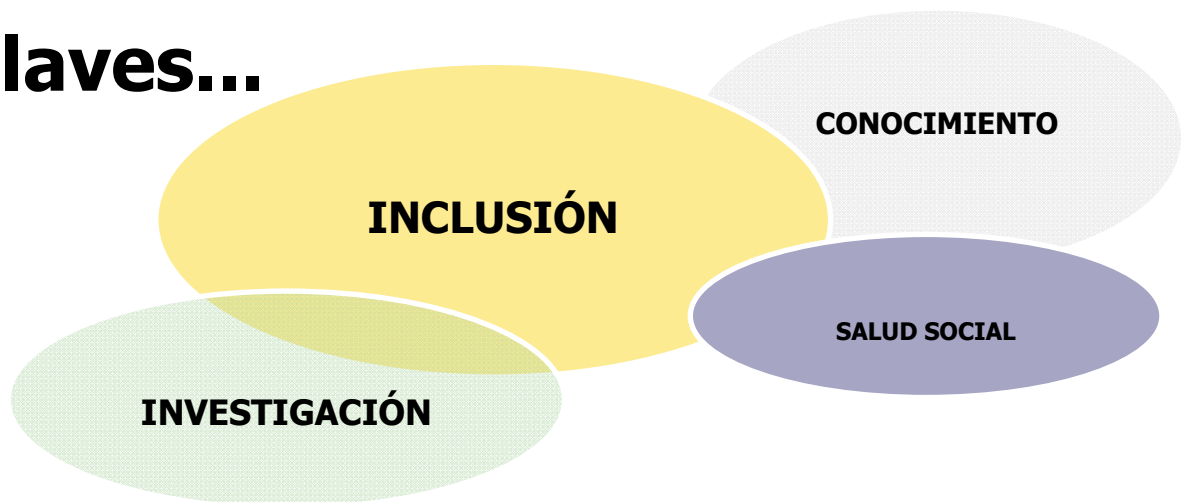 laves...
CONOCIMIENTO
INCLUSIÓN
SALUD SOCIAL
INVESTIGACIÓN